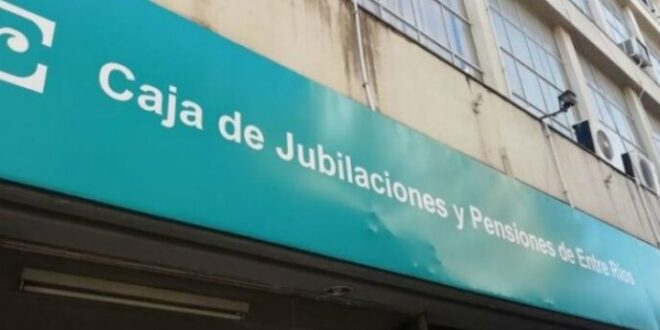 Caja de Jubilaciones y Pensiones de Entre Ríos